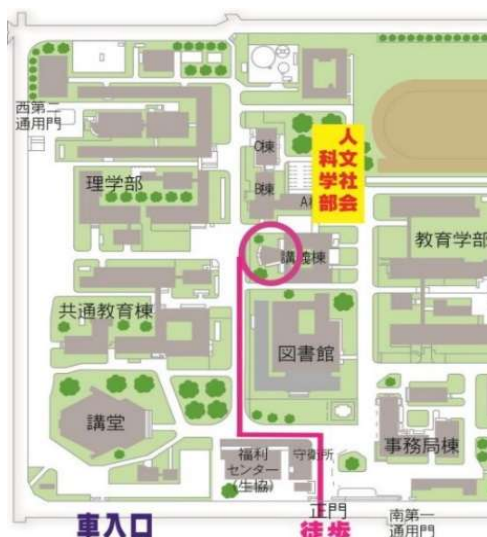 西第二
通用門
C棟
人文社会
科学部
B棟
理学部
教育学部
講義棟
共通教育棟
図書館
講堂
福利
センター
(生協)
守衛所
事務局棟
車入口
正門
徒歩
南第一
通用門